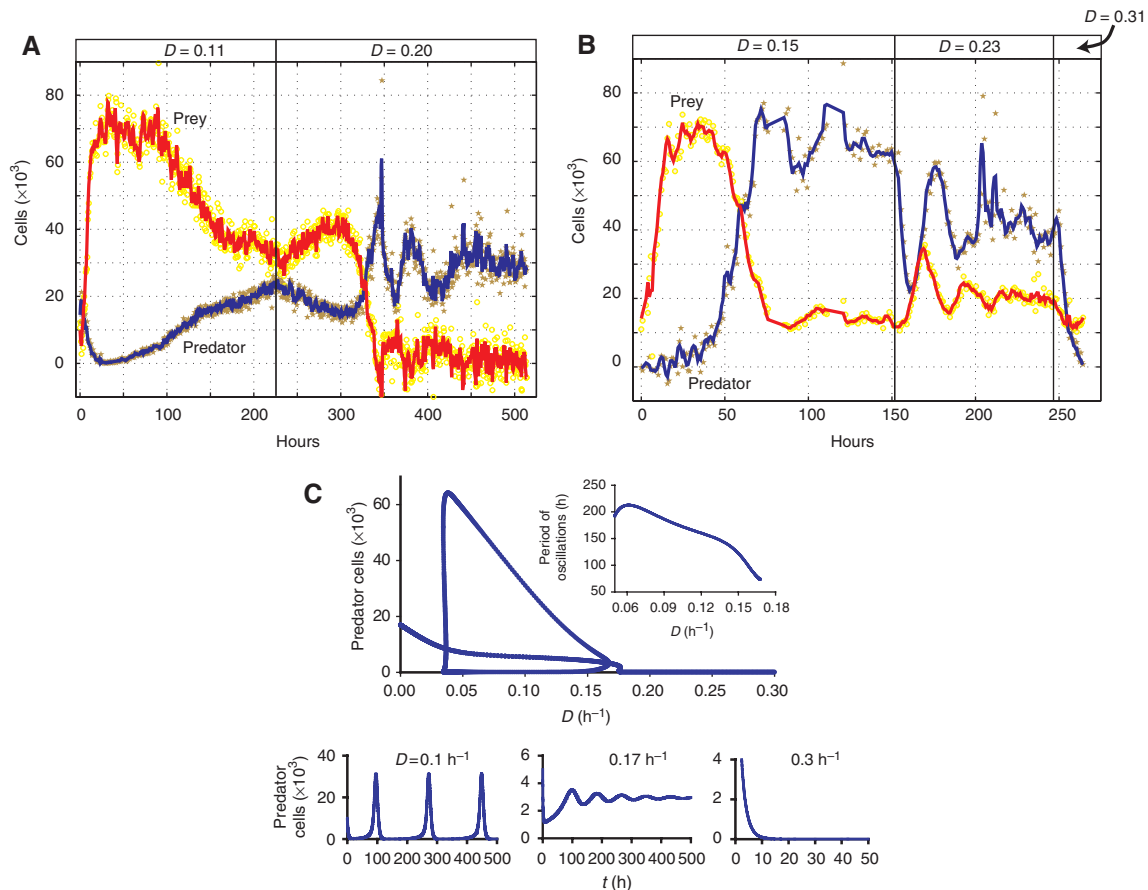 A
D = 0.11
D = 0.20
Cells (×10³)
80
60
40
20
0
Prey
Predator
0
100
200
300
400
500
Hours
B
D = 0.15
D = 0.23
D = 0.31
Cells (×10³)
80
60
40
20
0
Prey
Predator
0
50
100
150
200
250
Hours
C
Predator cells (×10³)
60
40
20
0
0.00
0.05
0.10
0.15
0.20
0.25
0.30
D (h⁻¹)
Period of
oscillations (h)
250
200
150
100
50
0.06
0.09
0.12
0.15
0.18
D (h⁻¹)
Predator
cells (×10³)
D = 0.1 h⁻¹
40
20
0
0
100
200
300
400
500
0.17 h⁻¹
6
4
2
0
0
100
200
300
400
500
0.3 h⁻¹
4
2
0
0
10
20
30
40
50
t (h)